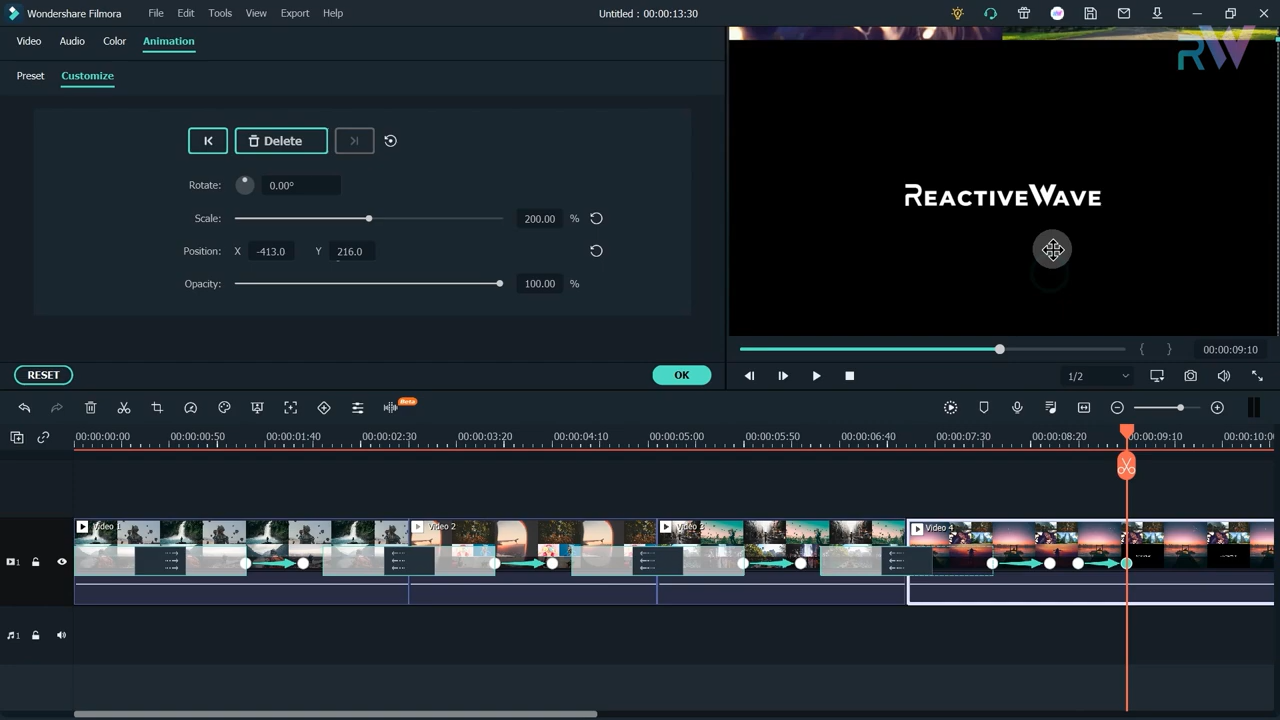 Wondershare Filmora File Edit Tools View Export Help Untitled : 00:00:13:30
Video Audio Color Animation
RW
Preset Customize
Delete
Rotate: 0.00°
REACTIVEWAVE
Scale: 200.00 %
Position: X -413.0 Y 216.0
Opacity: 100.00 %
{ } 00:00:09:10
RESET OK 1/2
Beta
00:00:00:00 00:00:00:50 00:00:01:40 00:00:02:30 00:00:03:20 00:00:04:10 00:00:05:00 00:00:05:50 00:00:06:40 00:00:07:30 00:00:08:20 00:00:09:10 00:00:10:0
Video 1 Video 2 Video 3 Video 4
1
1